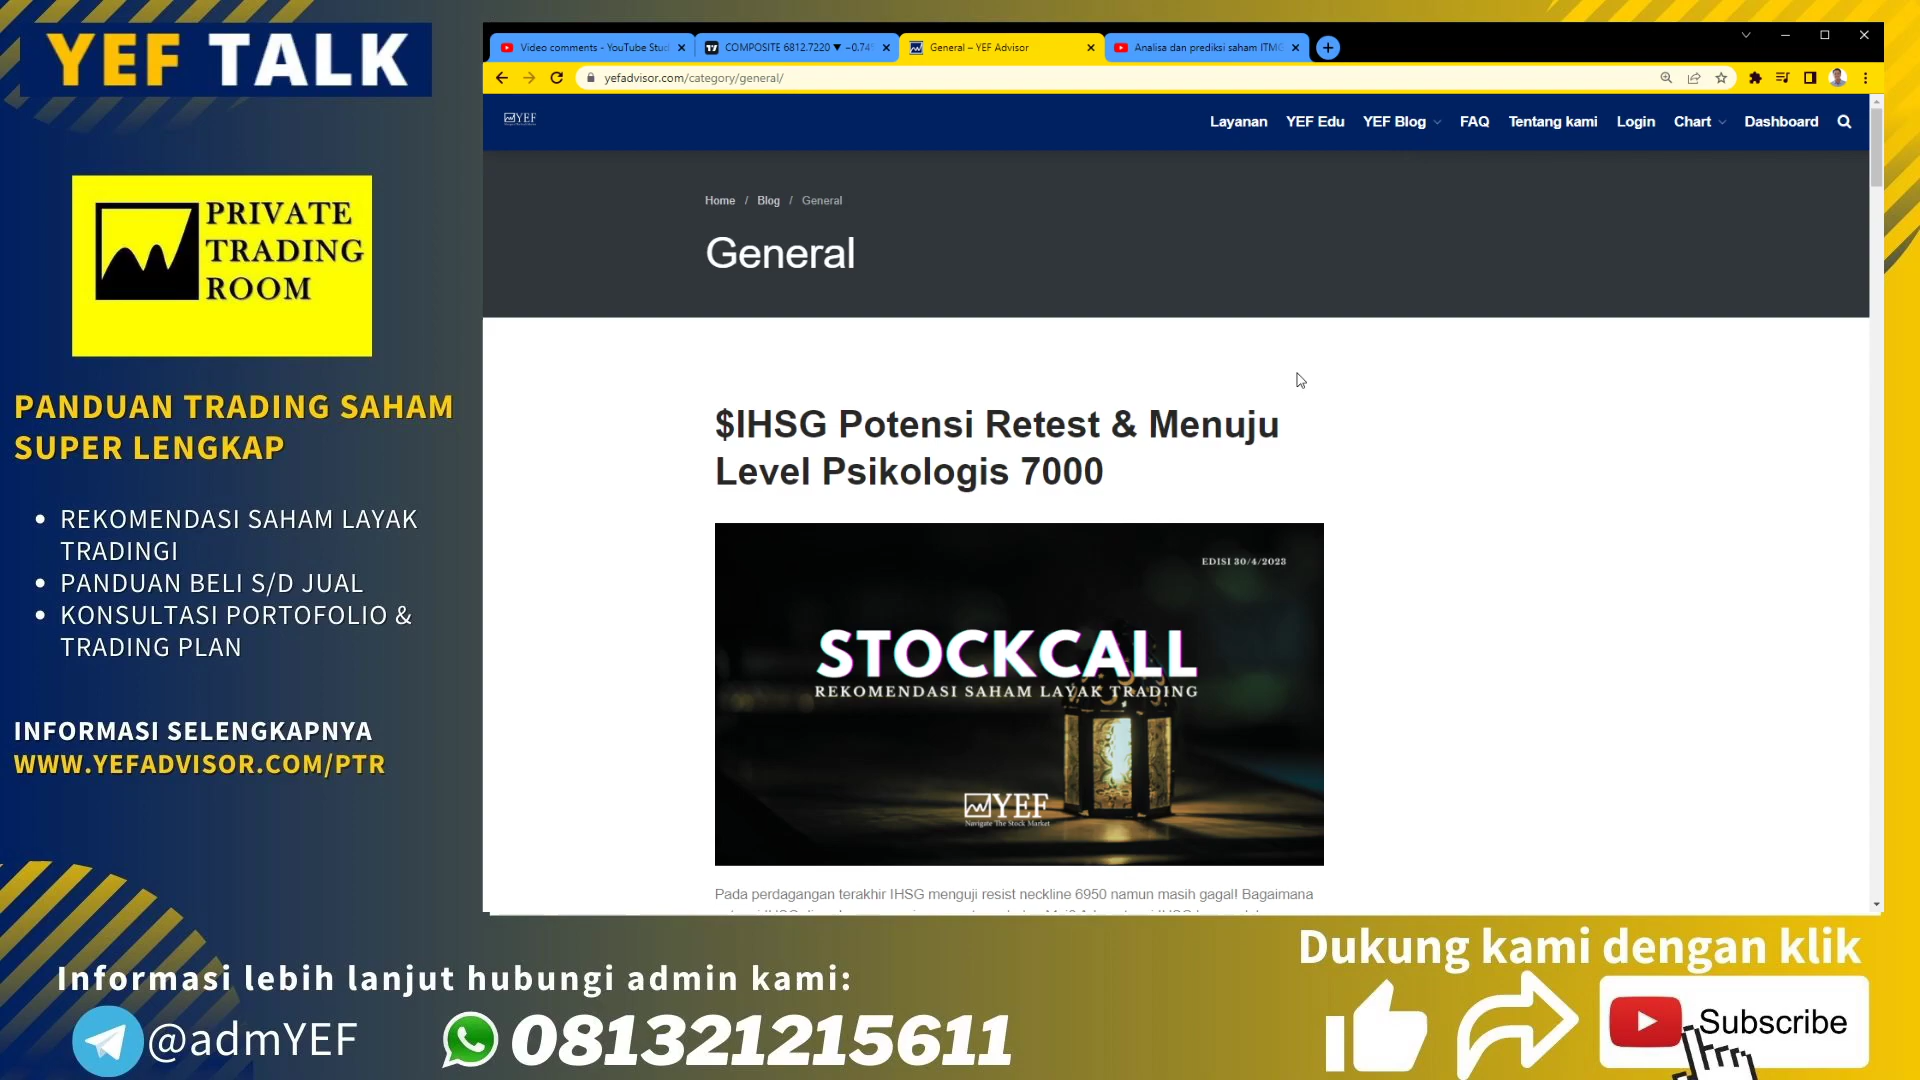 YEF TALK
PRIVATE
TRADING
ROOM
PANDUAN TRADING SAHAM
SUPER LENGKAP
• REKOMENDASI SAHAM LAYAK
TRADINGI
• PANDUAN BELI S/D JUAL
• KONSULTASI PORTOFOLIO &
TRADING PLAN
INFORMASI SELENGKAPNYA
WWW.YEFADVISOR.COM/PTR
Video comments - YouTube Stud
COMPOSITE 6812.7220 ▼ −0.74
General – YEF Advisor
Analisa dan prediksi saham ITMG
yefadvisor.com/category/general/
YEF
Layanan YEF Edu YEF Blog FAQ Tentang kami Login Chart Dashboard
Home / Blog / General
General
$IHSG Potensi Retest & Menuju
Level Psikologis 7000
EDISI 30/4/2023
STOCKCALL
REKOMENDASI SAHAM LAYAK TRADING
YEF
Navigate The Stock Market
Pada perdagangan terakhir IHSG menguji resist neckline 6950 namun masih gagal! Bagaimana
Dukung kami dengan klik
Informasi lebih lanjut hubungi admin kami:
@admYEF
081321215611
Subscribe